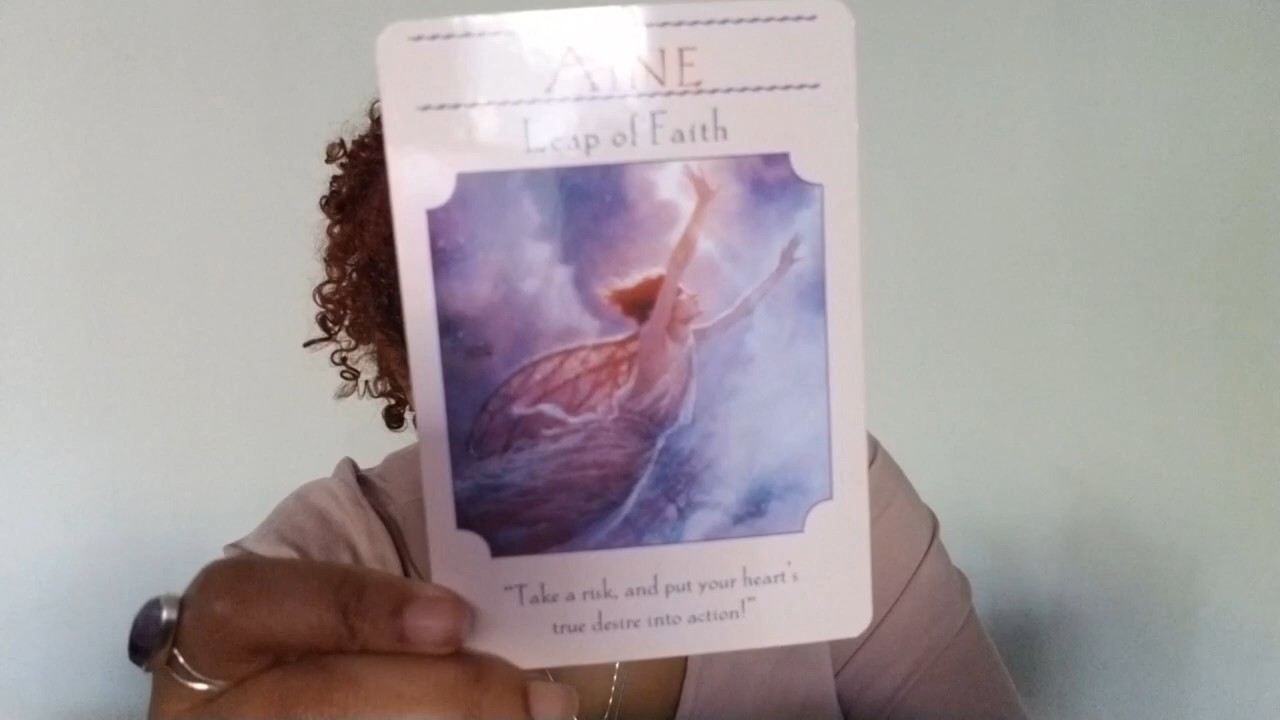 AINE
Leap of Faith
"Take a risk, and put your heart's
true desire into action!"